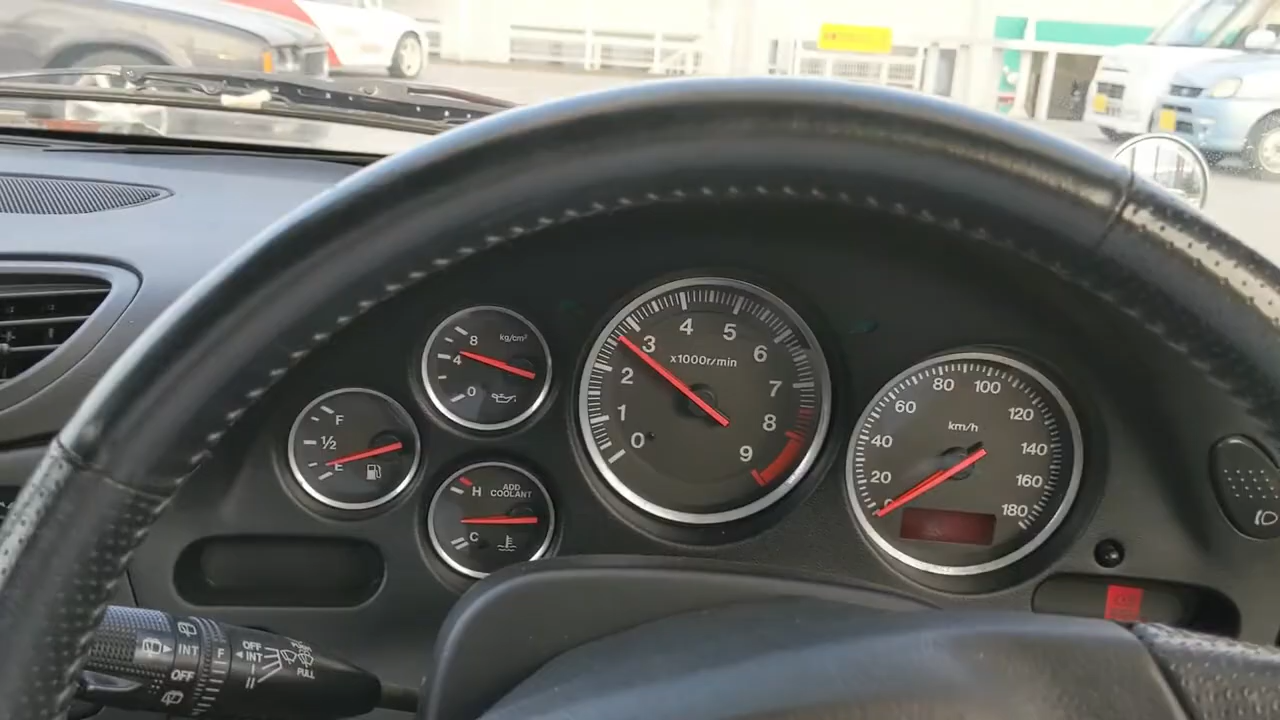 8
kg/cm²
4
0
F
½
E
H
ADD
COOLANT
C
0
1
2
3
4
5
6
7
8
9
x1000r/min
0
20
40
60
80
100
120
140
160
180
km/h
INT
OFF
F
OFF
INT
II
PULL